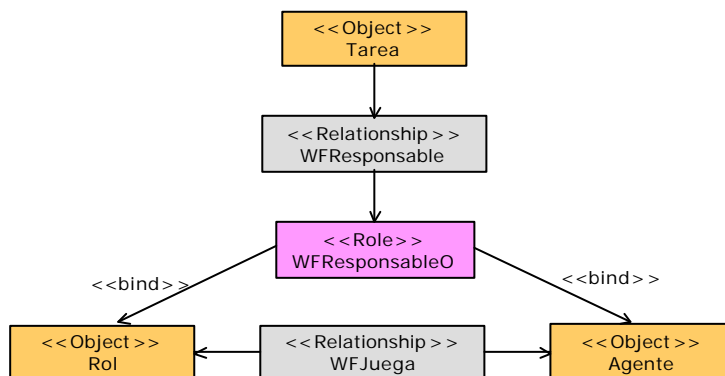 <<Object>>
Tarea
<<Relationship>>
WFResponsable
<<Role>>
WFResponsableO
<<bind>>
<<bind>>
<<Object>>
Rol
<<Relationship>>
WFJuega
<<Object>>
Agente